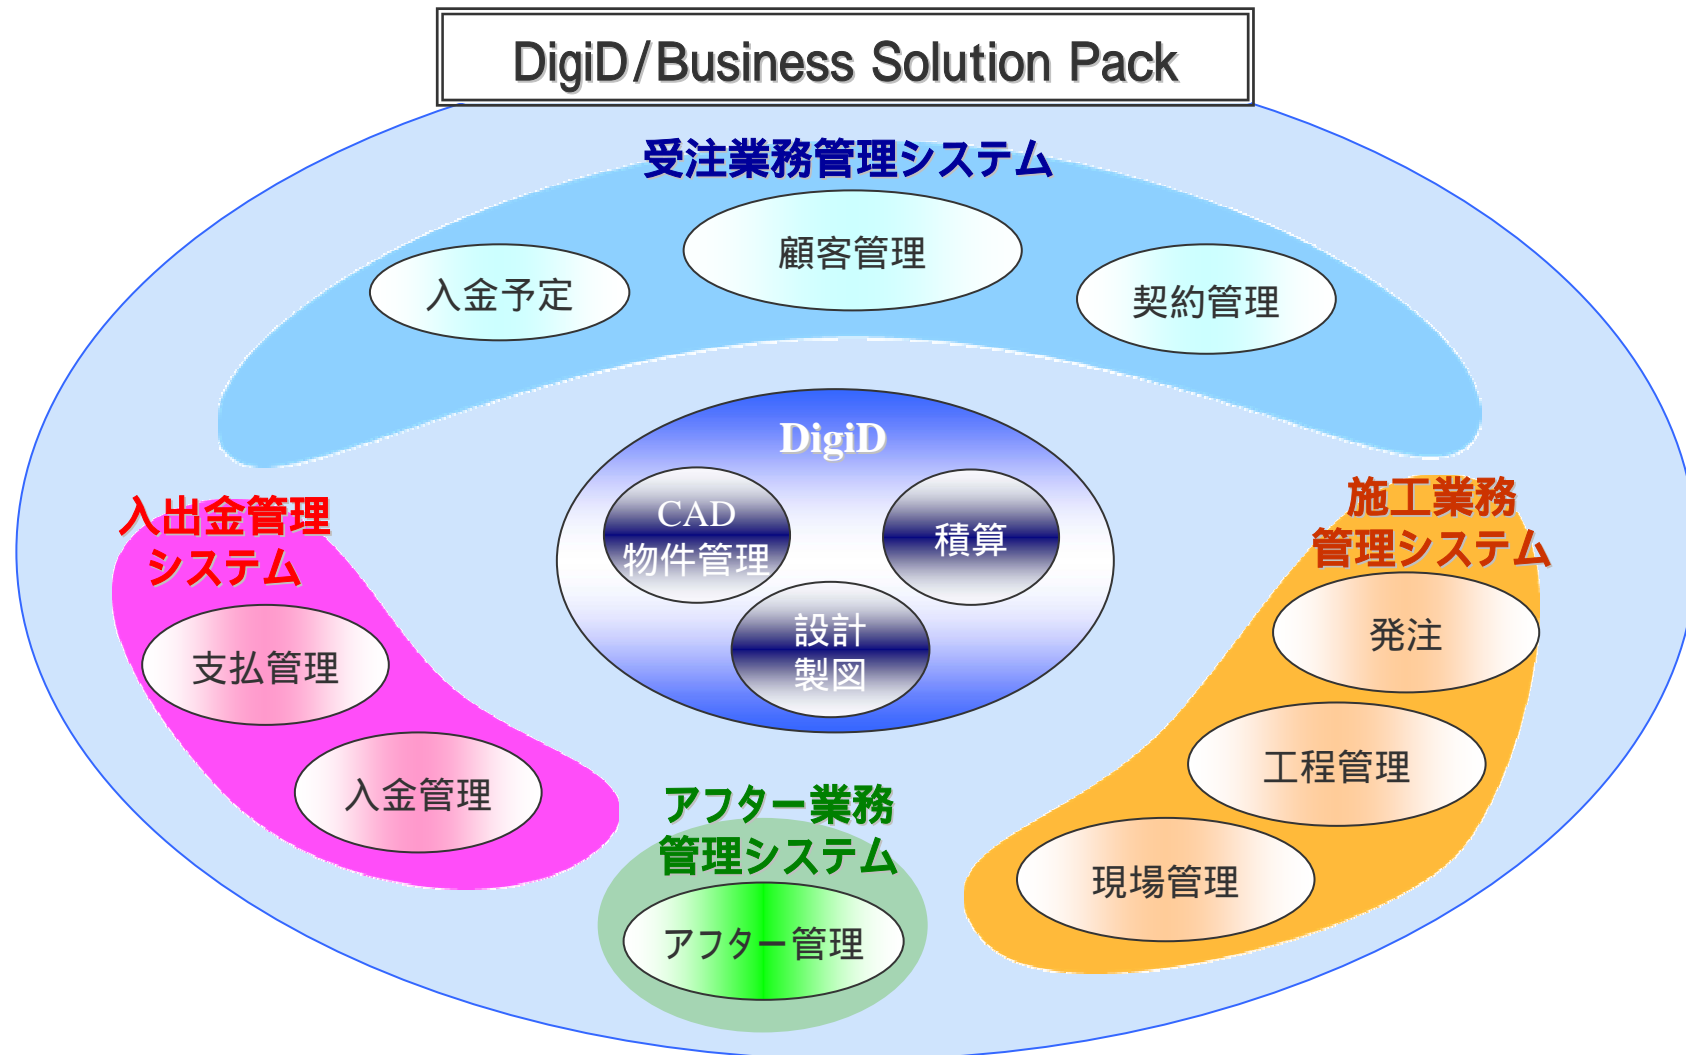 DigiD/Business Solution Pack
受注業務管理システム
入金予定
顧客管理
契約管理
DigiD
CAD
物件管理
積算
設計
製図
入出金管理
システム
支払管理
入金管理
施工業務
管理システム
発注
工程管理
現場管理
アフター業務
管理システム
アフター管理